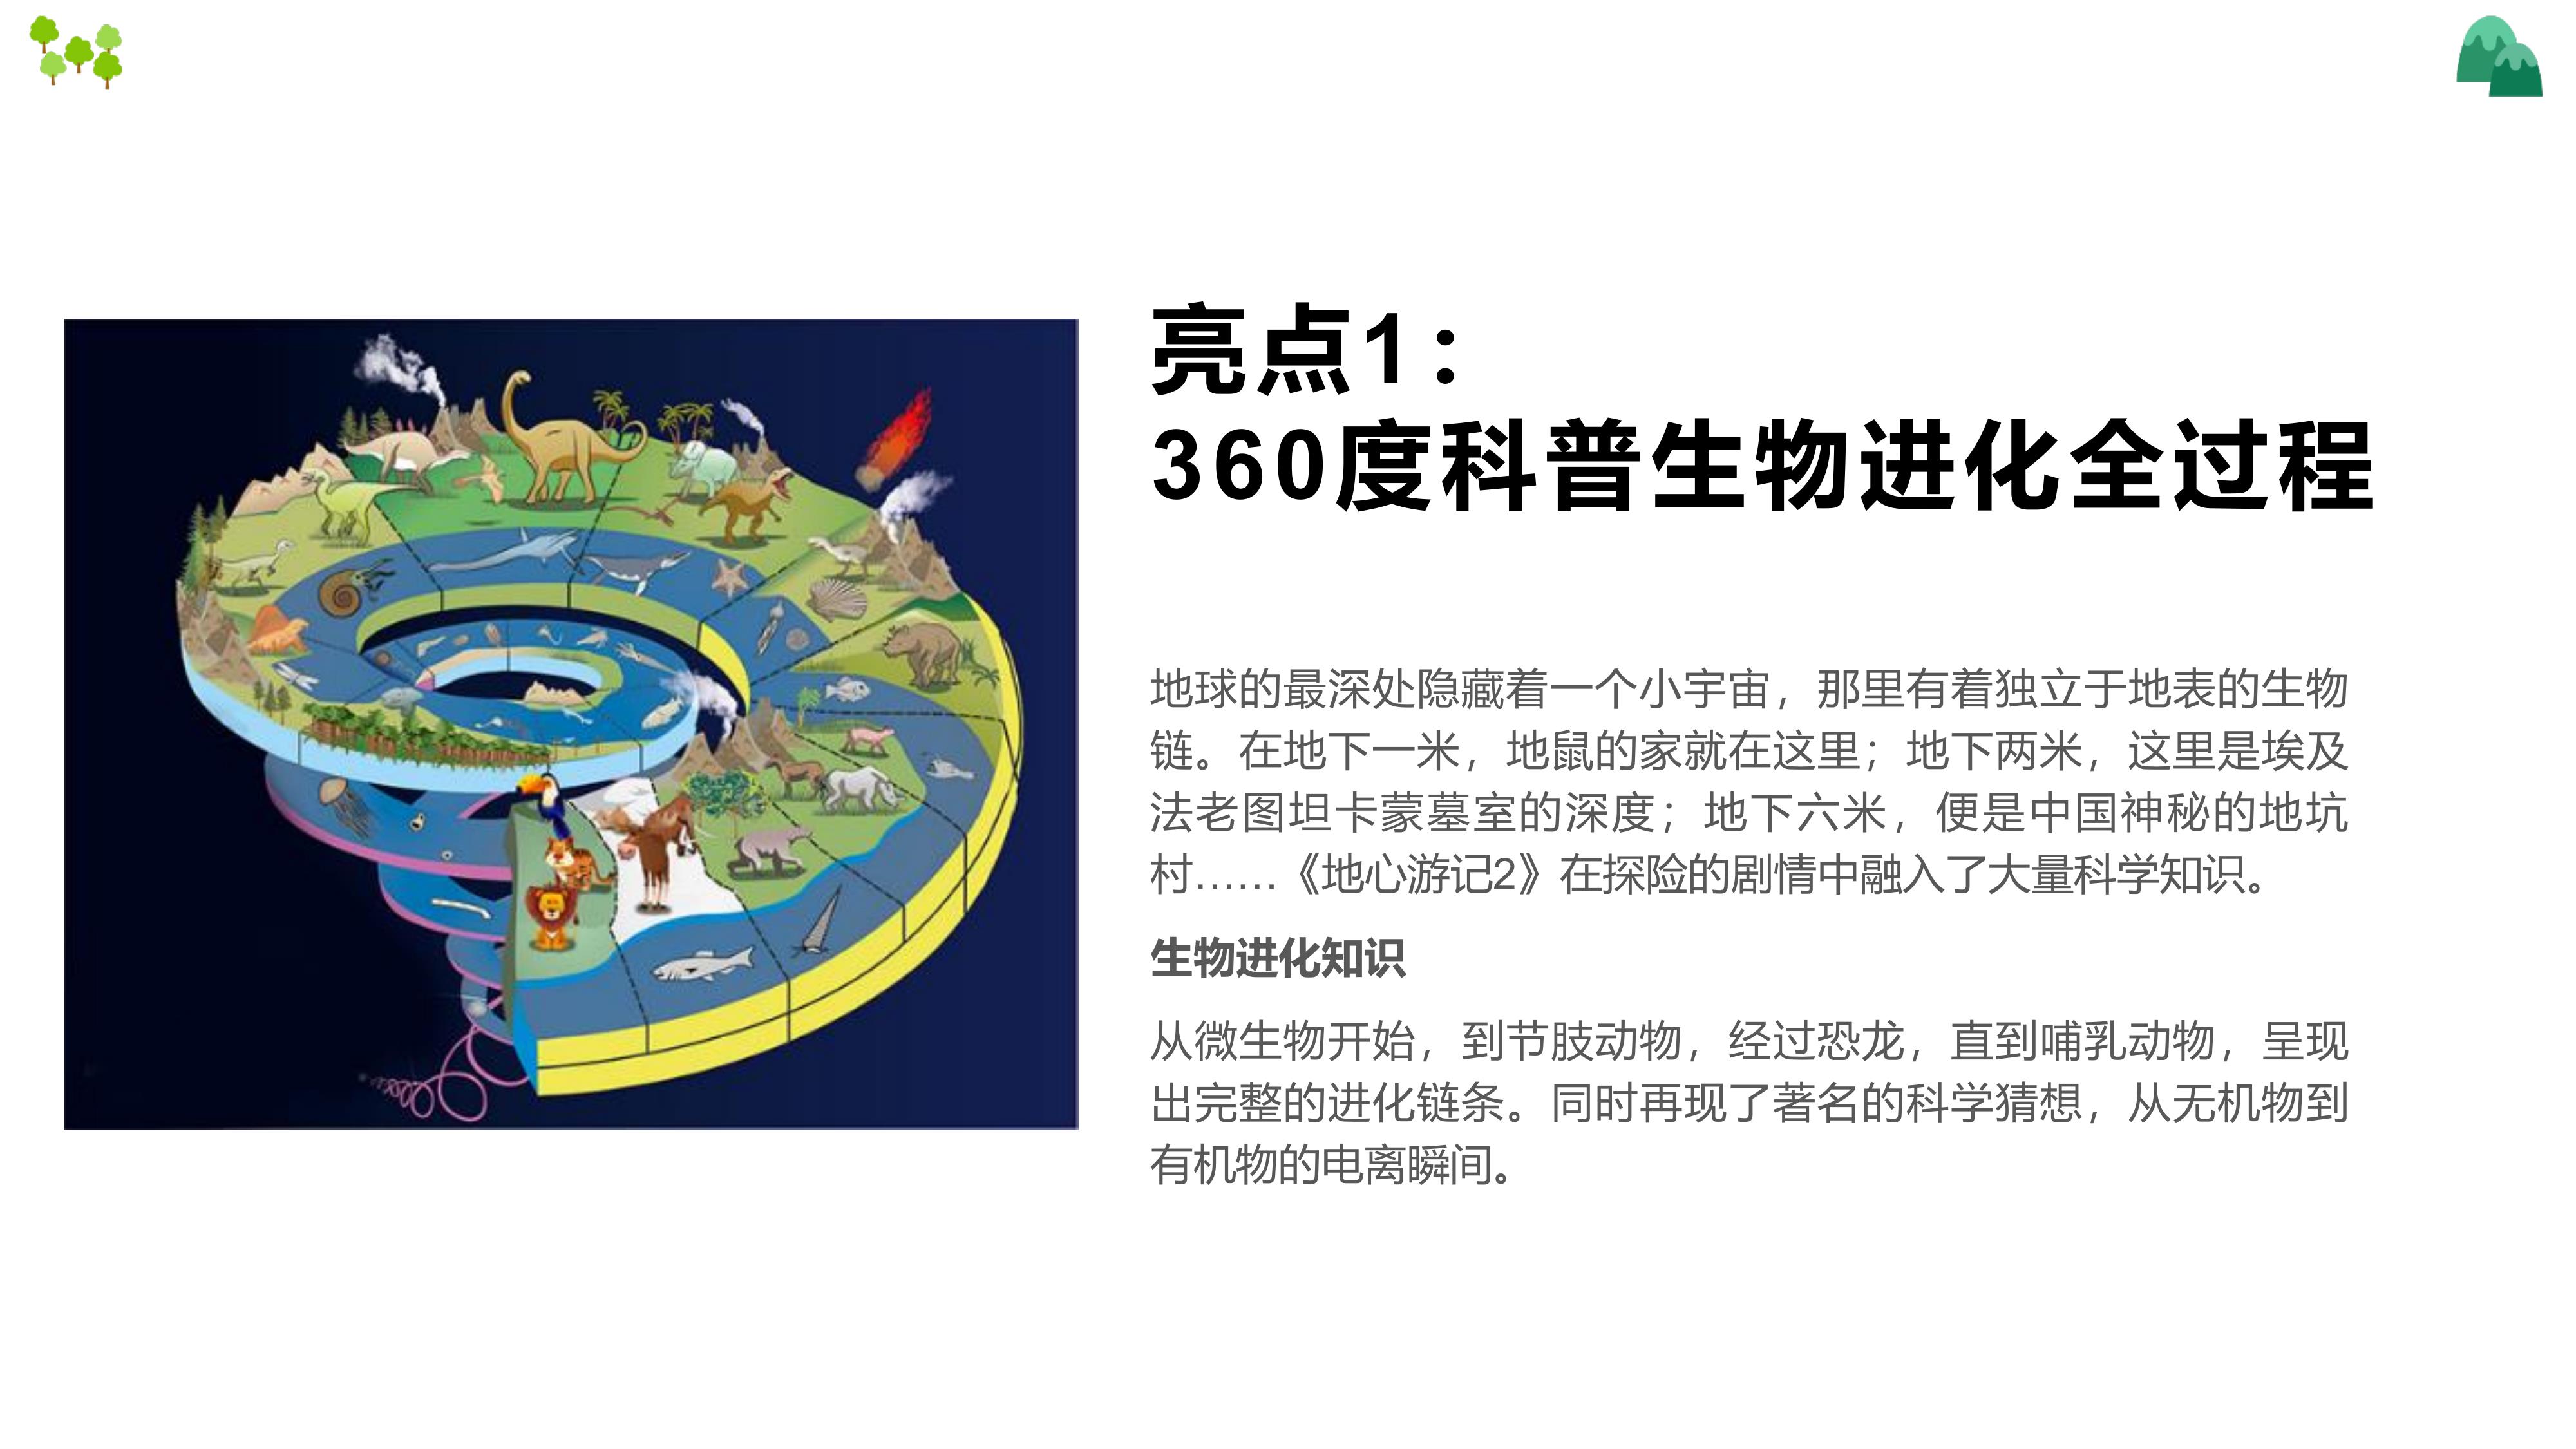 亮点1：
360度科普生物进化全过程
地球的最深处隐藏着一个小宇宙，那里有着独立于地表的生物
链。在地下一米，地鼠的家就在这里；地下两米，这里是埃及
法老图坦卡蒙墓室的深度；地下六米，便是中国神秘的地坑
村……《地心游记2》在探险的剧情中融入了大量科学知识。
生物进化知识
从微生物开始，到节肢动物，经过恐龙，直到哺乳动物，呈现
出完整的进化链条。同时再现了著名的科学猜想，从无机物到
有机物的电离瞬间。